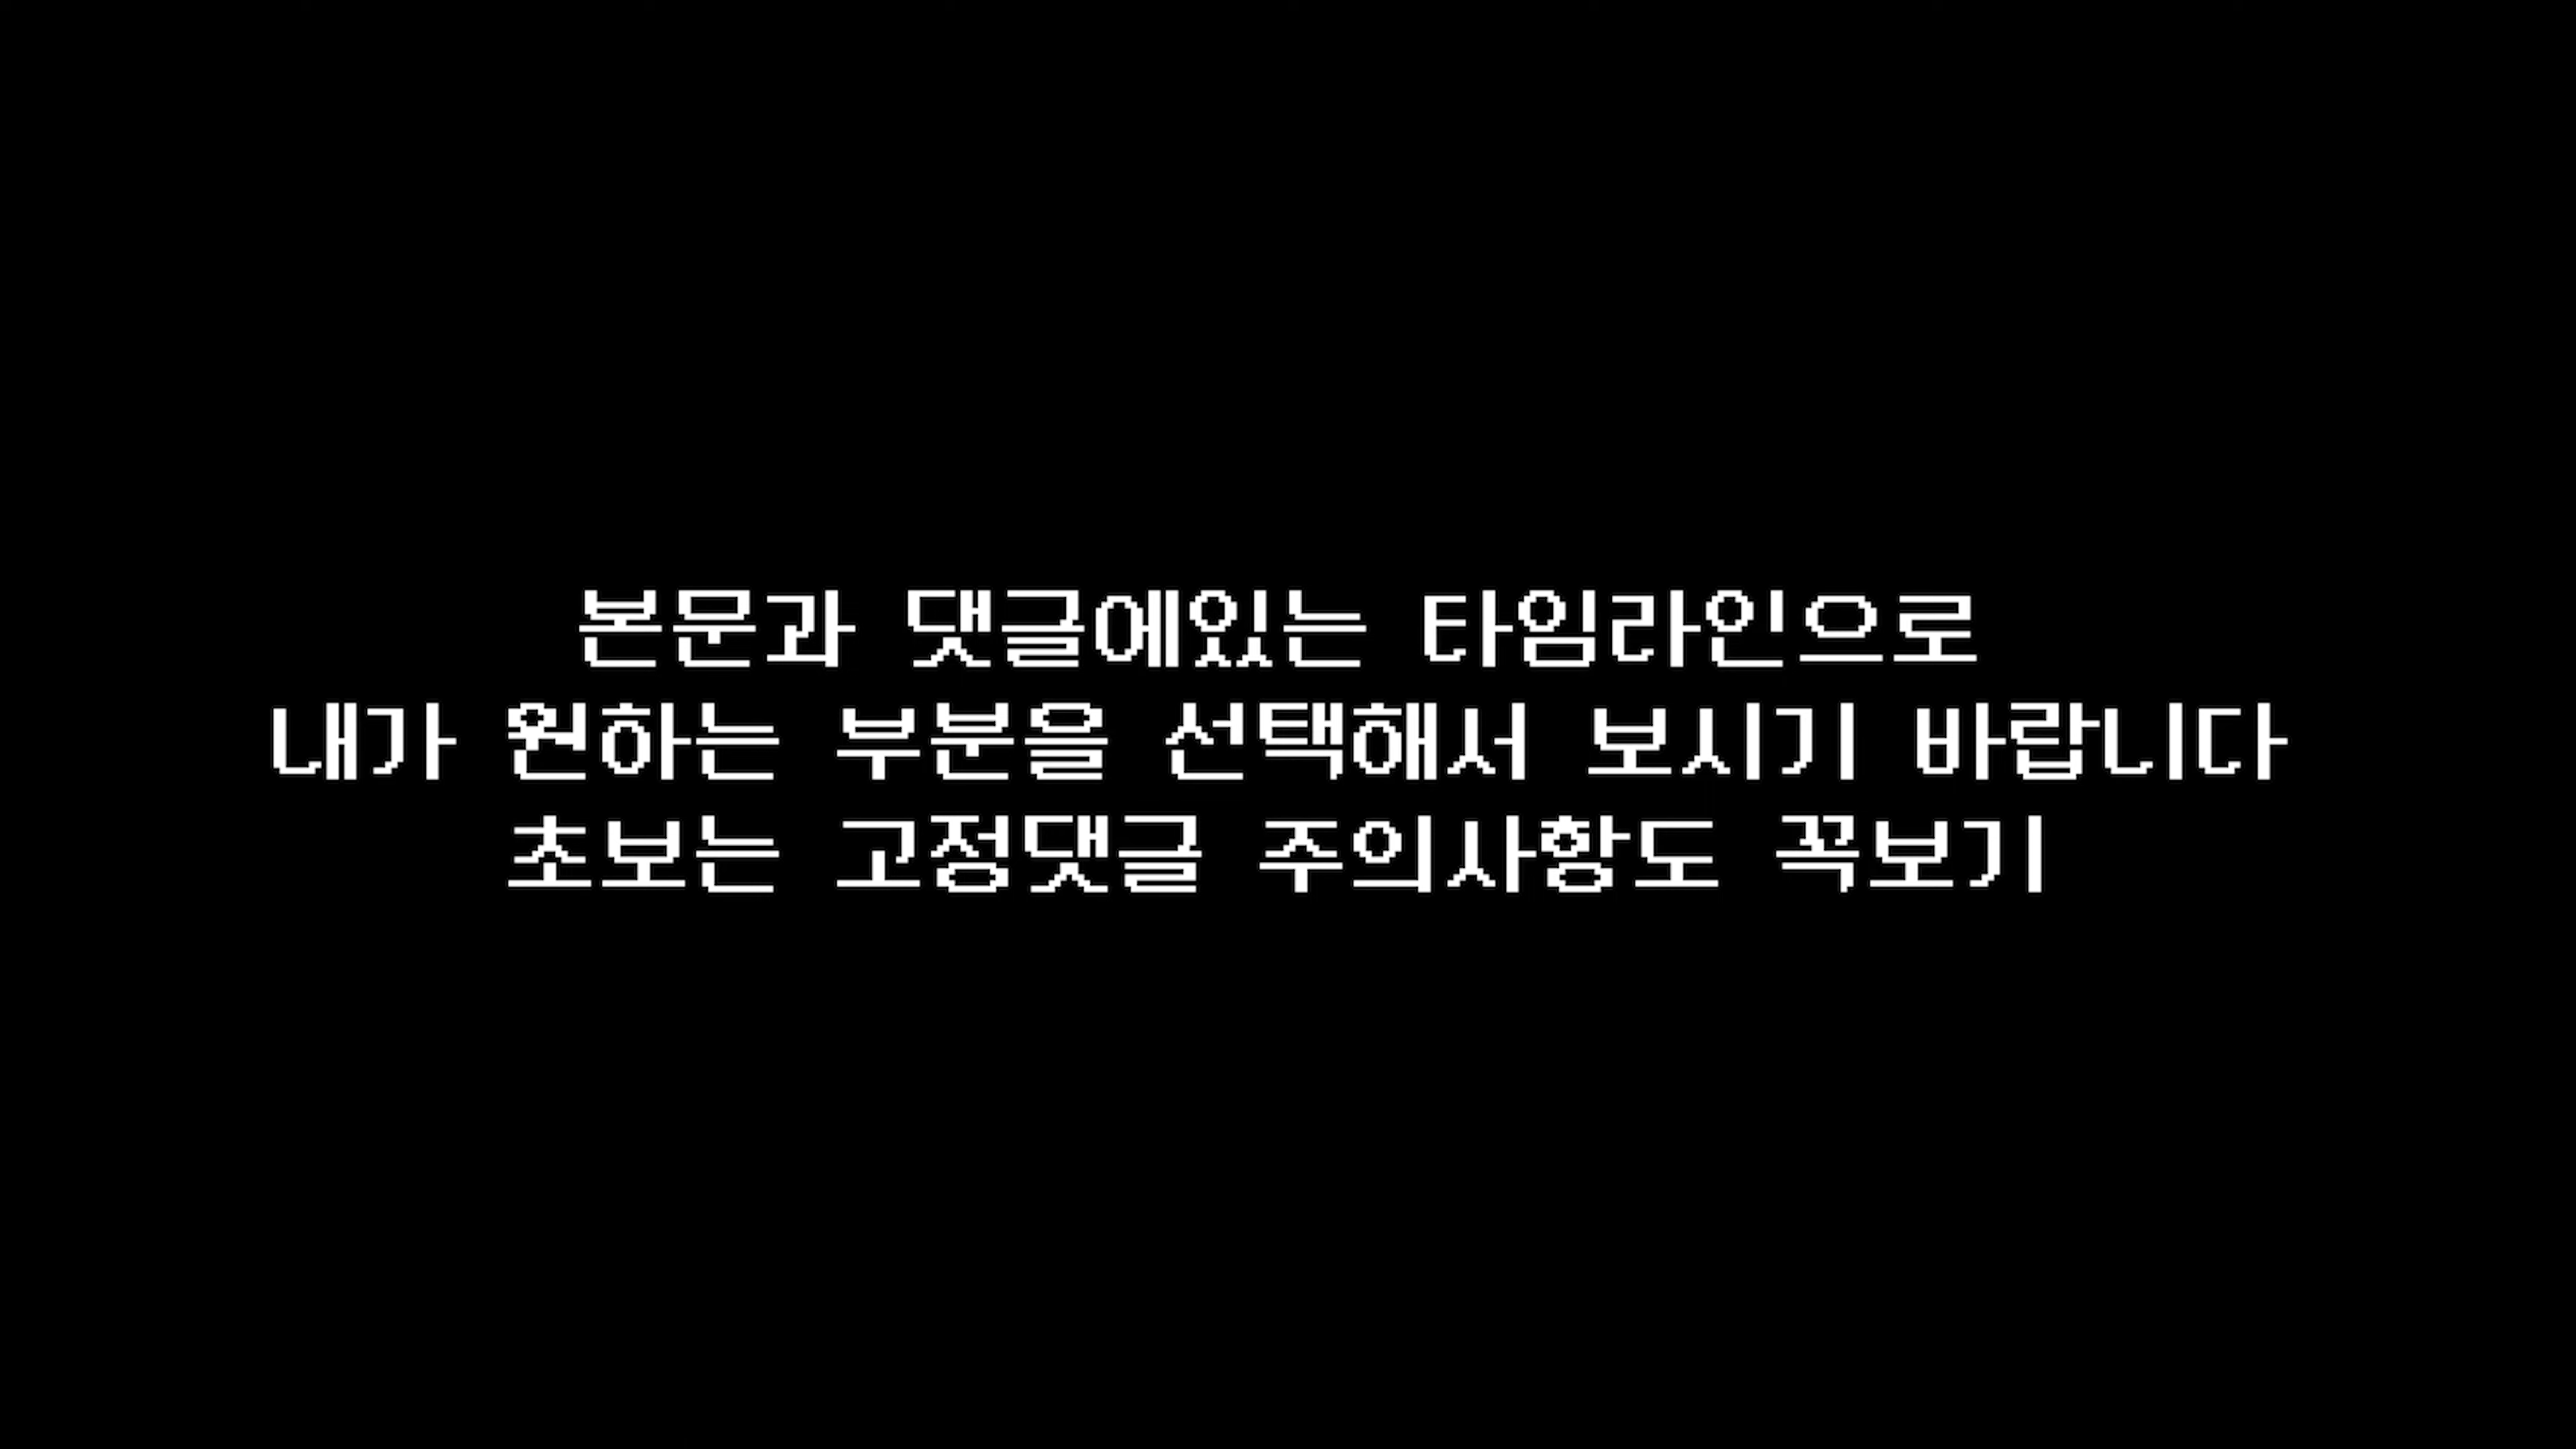 본문과 댓글에있는 타임라인으로
내가 원하는 부분을 선택해서 보시기 바랍니다
초보는 고정댓글 주의사항도 꼭보기